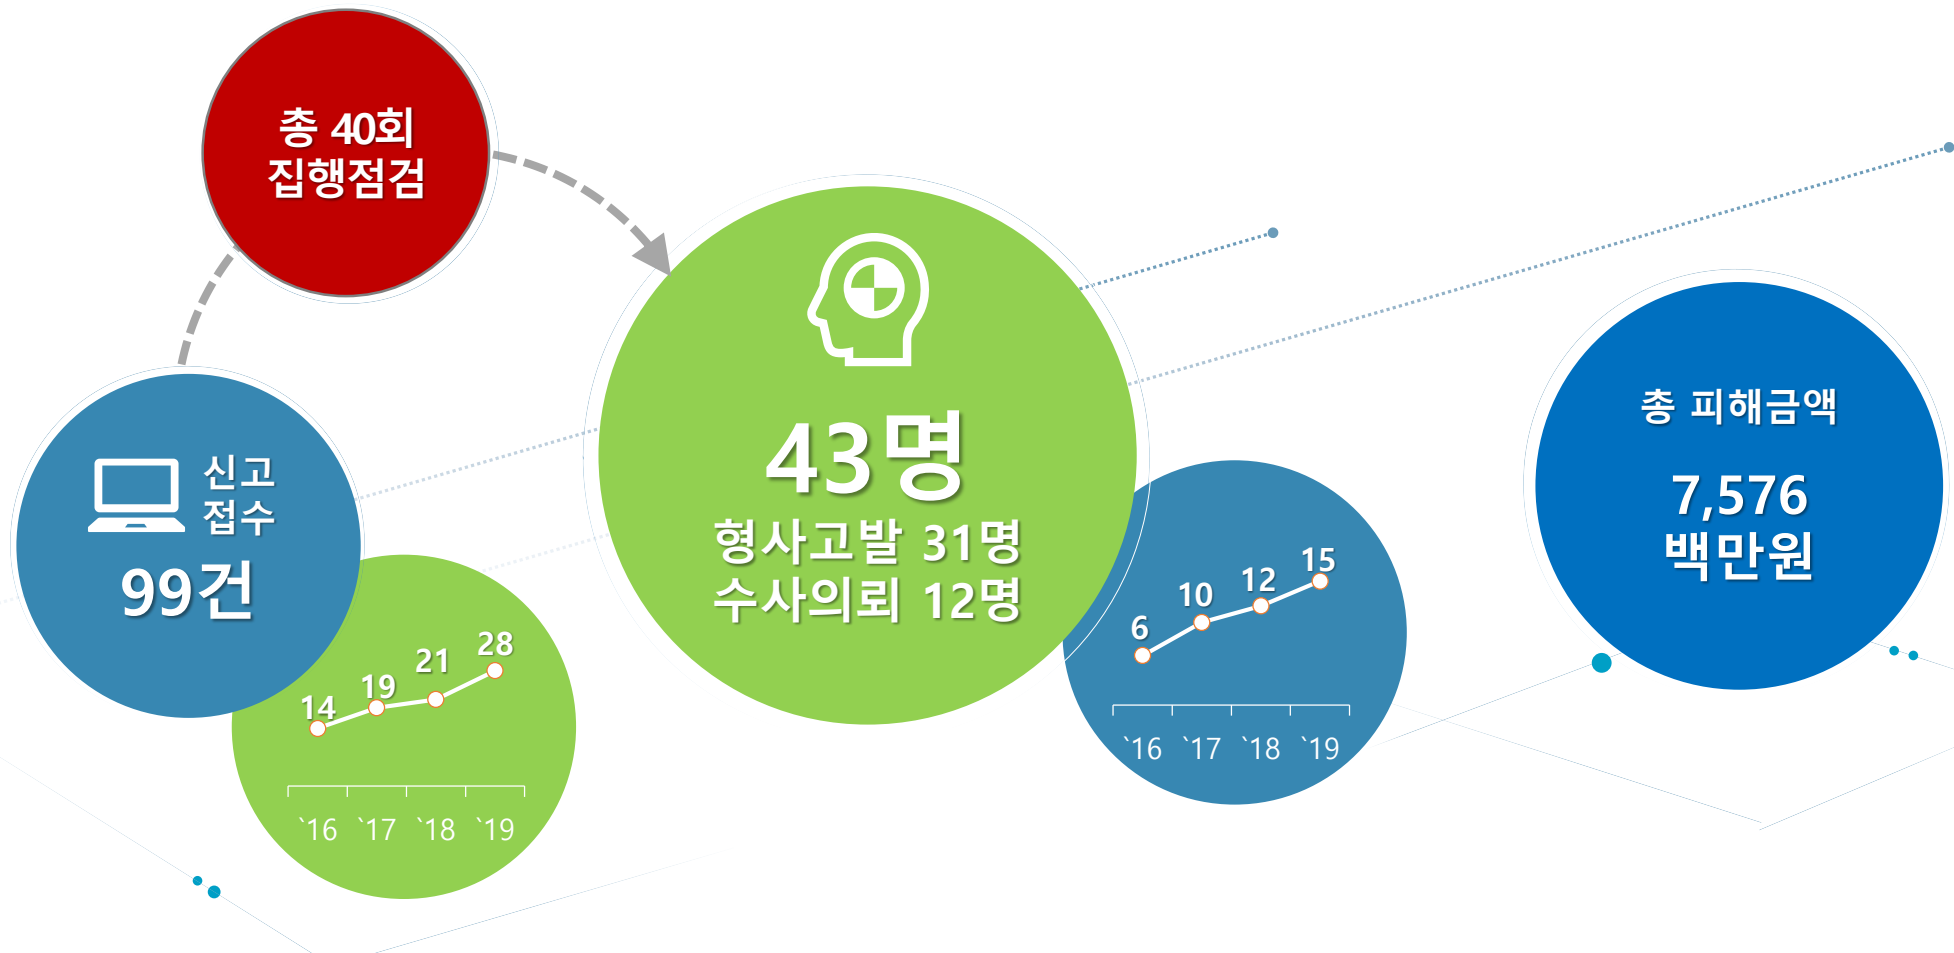 총 40회
집행점검
신고
접수
99건
14 19 21 28
`16 `17 `18 `19
43명
형사고발 31명
수사의뢰 12명
6 10 12 15
`16 `17 `18 `19
총 피해금액
7,576
백만원